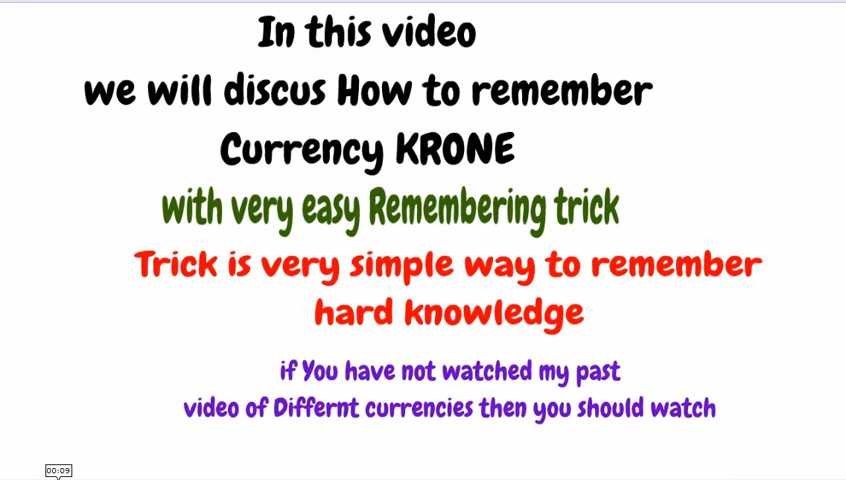 In this video
we will discus How to remember
Currency KRONE
with very easy Remembering trick
Trick is very simple way to remember
hard knowledge
if You have not watched my past
video of Differnt currencies then you should watch
00:09